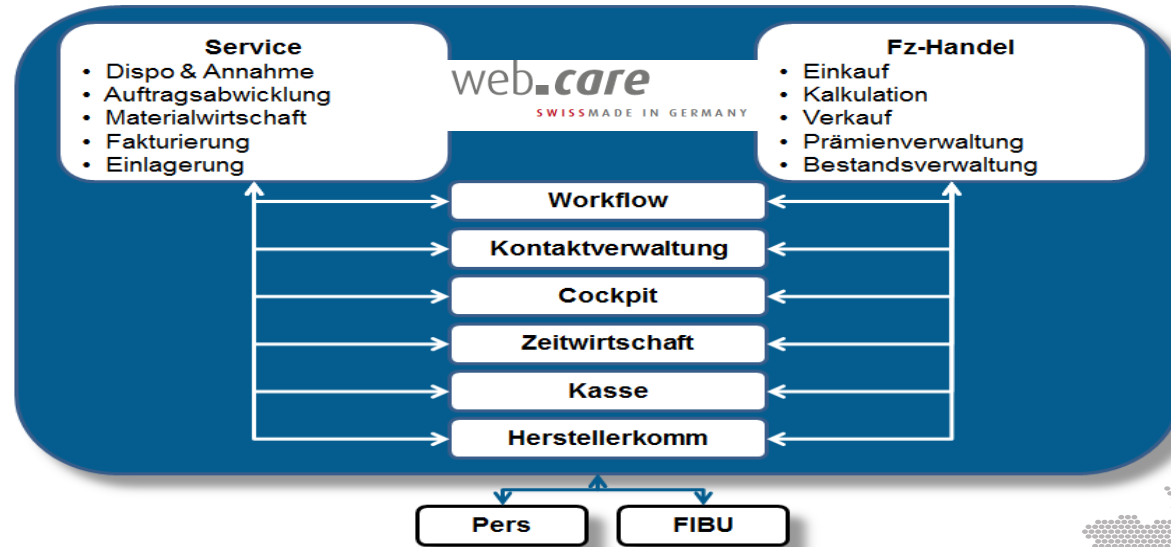 Service
• Dispo & Annahme
• Auftragsabwicklung
• Materialwirtschaft
• Fakturierung
• Einlagerung
web.care
SWISSMADE IN GERMANY
Fz-Handel
• Einkauf
• Kalkulation
• Verkauf
• Prämienverwaltung
• Bestandsverwaltung
Workflow
Kontaktverwaltung
Cockpit
Zeitwirtschaft
Kasse
Herstellerkomm
Pers
FIBU